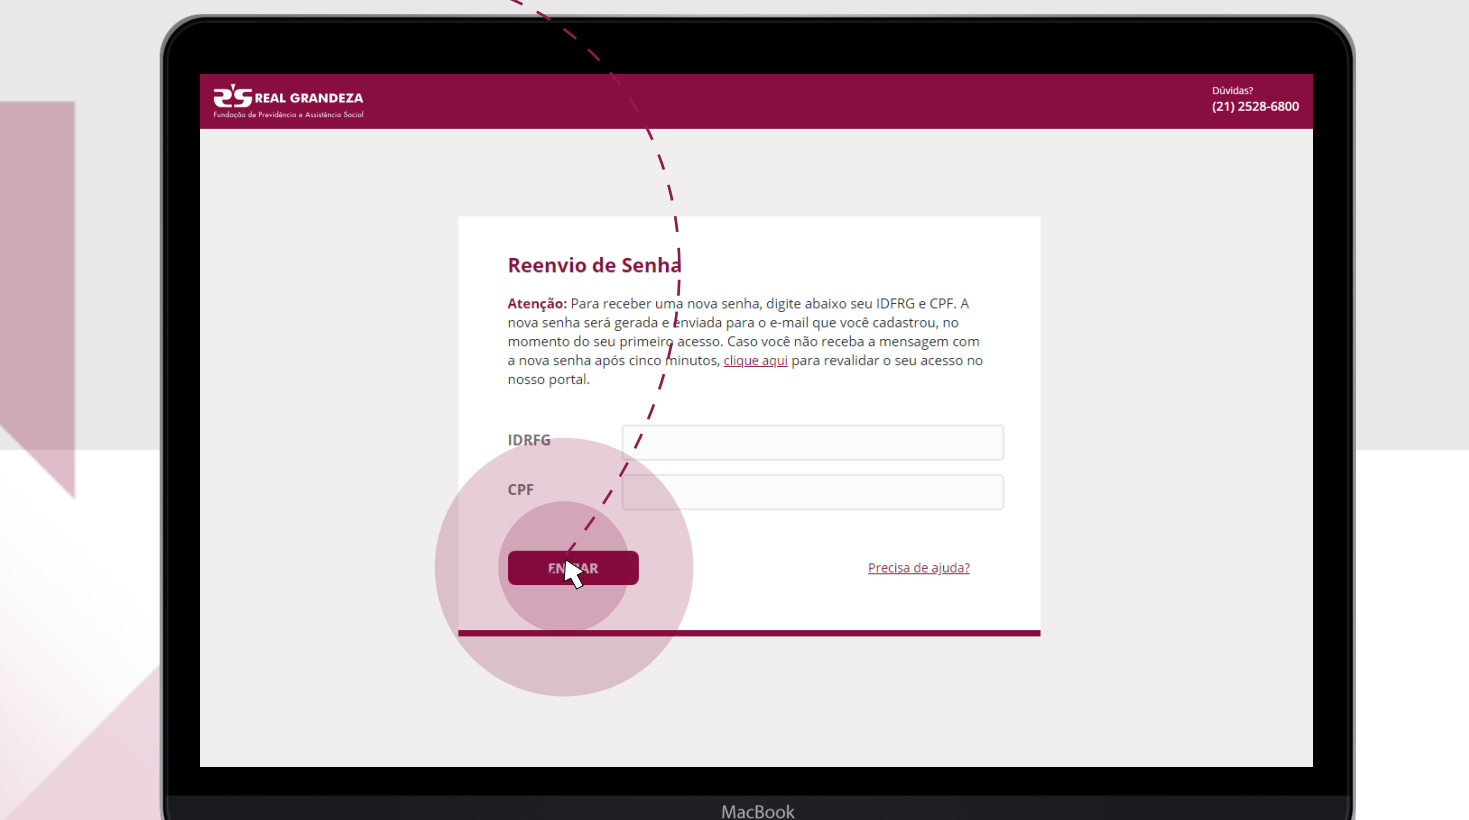 REAL GRANDEZA
Fundação de Previdência e Assistência Social
Dúvidas?
(21) 2528-6800
Reenvio de Senha
Atenção: Para receber uma nova senha, digite abaixo seu IDFRG e CPF. A
nova senha será gerada e enviada para o e-mail que você cadastrou, no
momento do seu primeiro acesso. Caso você não receba a mensagem com
a nova senha após cinco minutos, clique aqui para revalidar o seu acesso no
nosso portal.
IDRFG
CPF
ENVIAR
Precisa de ajuda?
MacBook